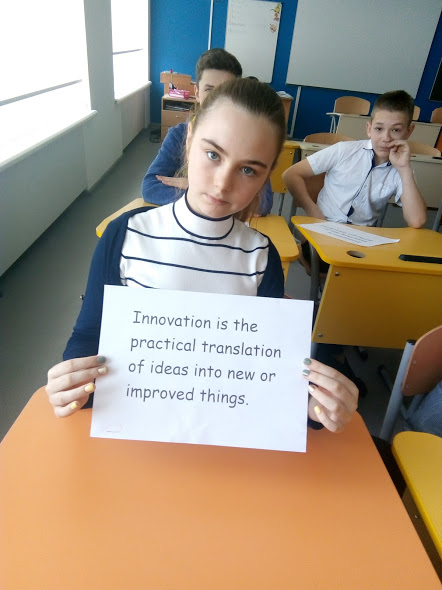 Innovation is the
practical translation
of ideas into new or
improved things.